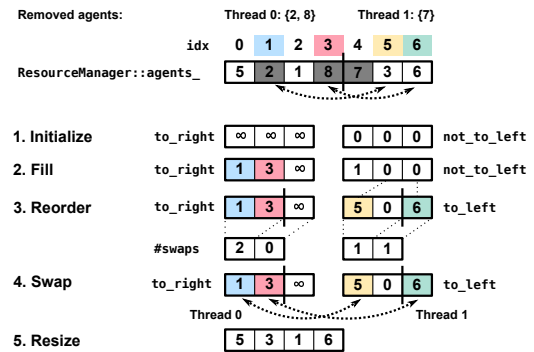 Removed agents: Thread 0: {2, 8} Thread 1: {7}
idx 0 1 2 3 4 5 6
ResourceManager::agents_ 5 2 1 8 7 3 6
1. Initialize to_right ∞ ∞ ∞ 0 0 0 not_to_left
2. Fill to_right 1 3 ∞ 1 0 0 not_to_left
3. Reorder to_right 1 3 ∞ 5 0 6 to_left
#swaps 2 0 1 1
4. Swap to_right 1 3 ∞ 5 0 6 to_left
Thread 0 Thread 1
5. Resize 5 3 1 6